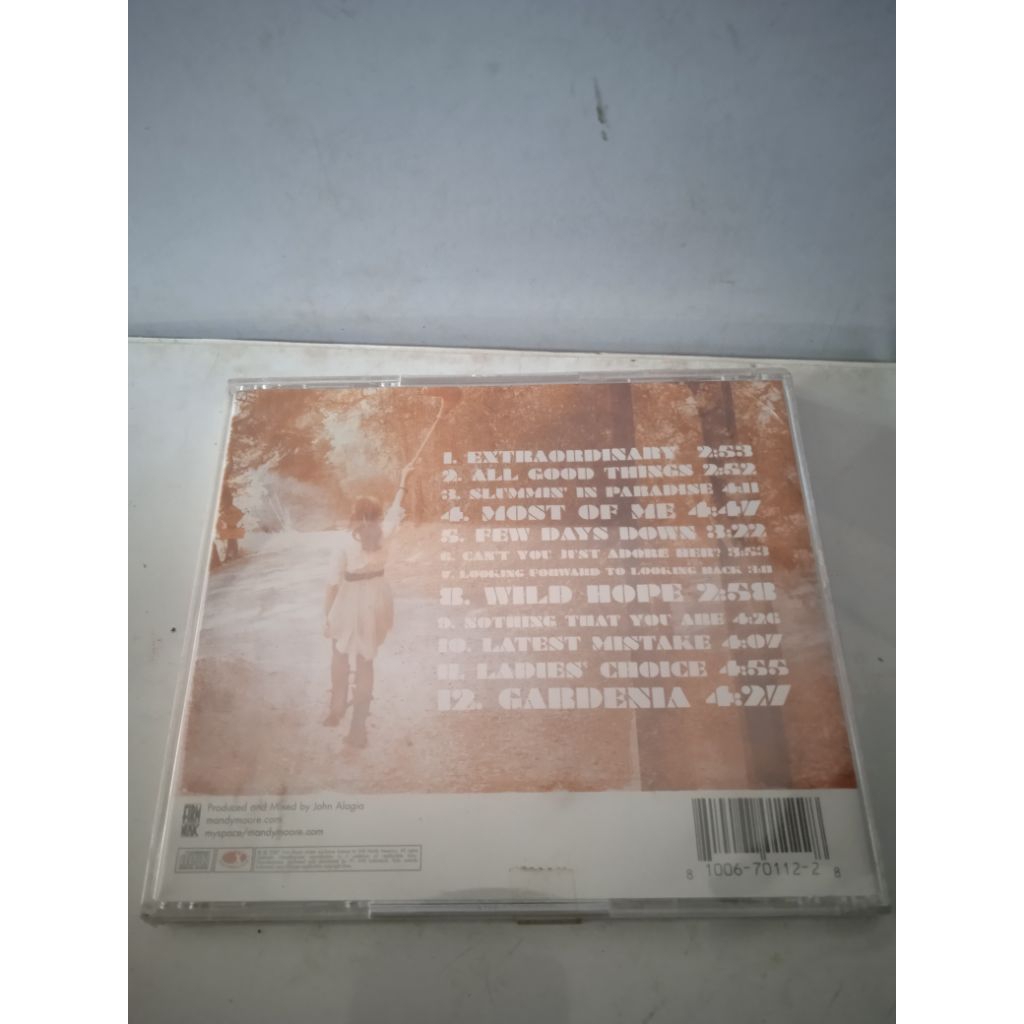 1. EXTRAORDINARY 2:53
2. ALL GOOD THINGS 2:52
3. SLUMMIN' IN PARADISE 4:11
4. MOST OF ME 4:47
5. FEW DAYS DOWN 3:22
6. CAN'T YOU JUST ADORE HER? 3:53
7. LOOKING FORWARD TO LOOKING BACK 3:11
8. WILD HOPE 2:58
9. NOTHING THAT YOU ARE 4:26
10. LATEST MISTAKE 4:07
11. LADIES' CHOICE 4:55
12. GARDENIA 4:27
FIRM MUSIC
Produced and Mixed by John Alagia
mandymoore.com
myspace/mandymoore.com
8 1006-70112-2 8